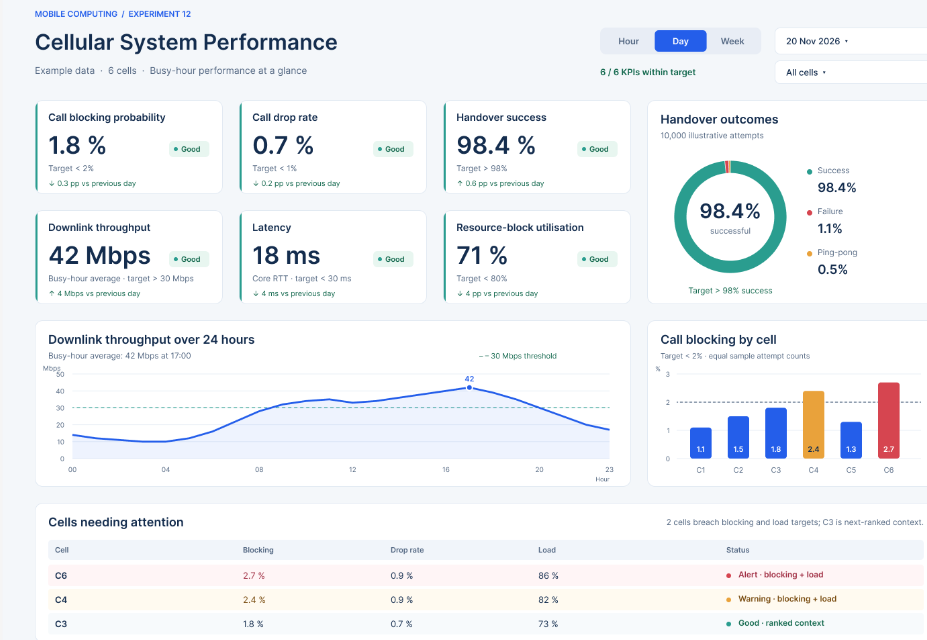 MOBILE COMPUTING / EXPERIMENT 12
Cellular System Performance
Example data · 6 cells · Busy-hour performance at a glance
Hour Day Week
6 / 6 KPIs within target
20 Nov 2026
All cells
Call blocking probability
1.8 %
Good
Target < 2%
↓ 0.3 pp vs previous day
Call drop rate
0.7 %
Good
Target < 1%
↓ 0.2 pp vs previous day
Handover success
98.4 %
Good
Target > 98%
↑ 0.6 pp vs previous day
Handover outcomes
10,000 illustrative attempts
98.4%
successful
Success
98.4%
Failure
1.1%
Ping-pong
0.5%
Target > 98% success
Downlink throughput
42 Mbps
Good
Busy-hour average · target > 30 Mbps
↑ 4 Mbps vs previous day
Latency
18 ms
Good
Core RTT · target < 30 ms
↓ 4 ms vs previous day
Resource-block utilisation
71 %
Good
Target < 80%
↓ 4 pp vs previous day
Downlink throughput over 24 hours
Busy-hour average: 42 Mbps at 17:00
– – 30 Mbps threshold
Mbps
50
40
30
20
10
0
42
00 04 08 12 16 20 23
Hour
Call blocking by cell
Target < 2% · equal sample attempt counts
%
3
2
1
0
1.1 1.5 1.8 2.4 1.3 2.7
C1 C2 C3 C4 C5 C6
Cells needing attention
2 cells breach blocking and load targets; C3 is next-ranked context.
Cell Blocking Drop rate Load Status
C6 2.7 % 0.9 % 86 % Alert · blocking + load
C4 2.4 % 0.9 % 82 % Warning · blocking + load
C3 1.8 % 0.7 % 73 % Good · ranked context